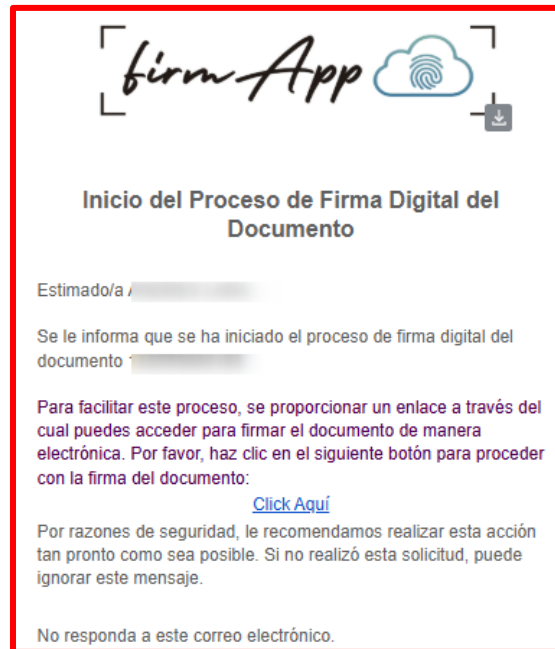 firmApp
Inicio del Proceso de Firma Digital del
Documento
Estimado/a
Se le informa que se ha iniciado el proceso de firma digital del
documento
Para facilitar este proceso, se proporcionar un enlace a través del
cual puedes acceder para firmar el documento de manera
electrónica. Por favor, haz clic en el siguiente botón para proceder
con la firma del documento:
Click Aquí
Por razones de seguridad, le recomendamos realizar esta acción
tan pronto como sea posible. Si no realizó esta solicitud, puede
ignorar este mensaje.
No responda a este correo electrónico.